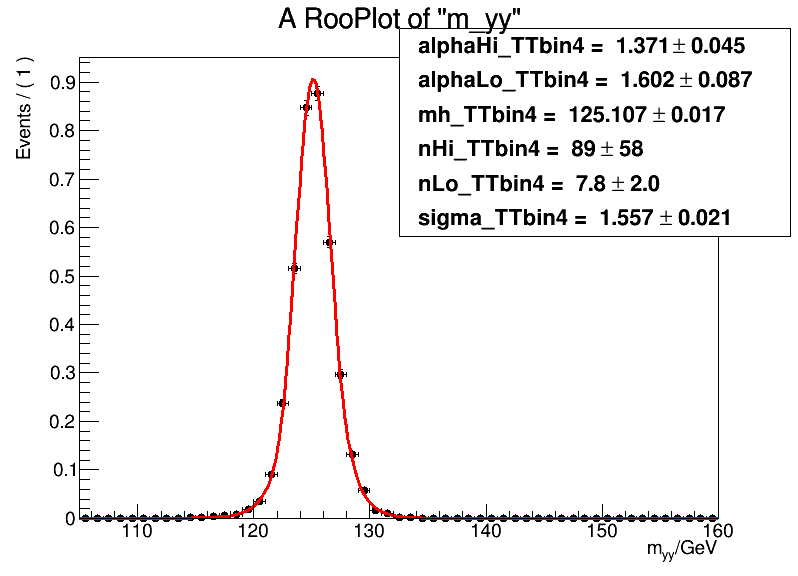 A RooPlot of "m_yy"
alphaHi_TTbin4 = 1.371 ± 0.045
alphaLo_TTbin4 = 1.602 ± 0.087
mh_TTbin4 = 125.107 ± 0.017
nHi_TTbin4 = 89 ± 58
nLo_TTbin4 = 7.8 ± 2.0
sigma_TTbin4 = 1.557 ± 0.021
Events / ( 1 )
0.9
0.8
0.7
0.6
0.5
0.4
0.3
0.2
0.1
0
110 120 130 140 150 160
m_yy/GeV